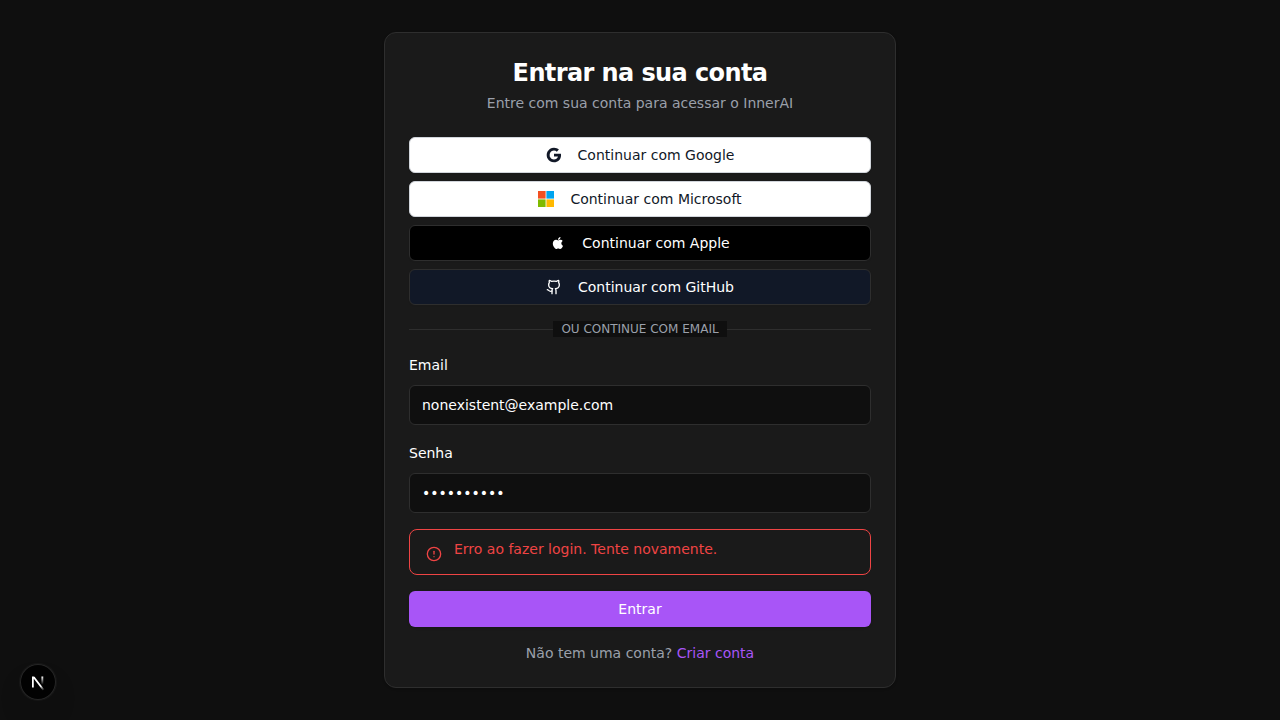 Entrar na sua conta
Entre com sua conta para acessar o InnerAI
Continuar com Google
Continuar com Microsoft
Continuar com Apple
Continuar com GitHub
OU CONTINUE COM EMAIL
Email
nonexistent@example.com
Senha
••••••••••
Erro ao fazer login. Tente novamente.
Entrar
Não tem uma conta? Criar conta